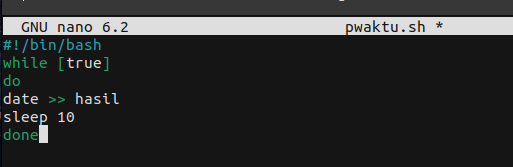 GNU nano 6.2 pwaktu.sh *
#!/bin/bash
while [true]
do
date >> hasil
sleep 10
done